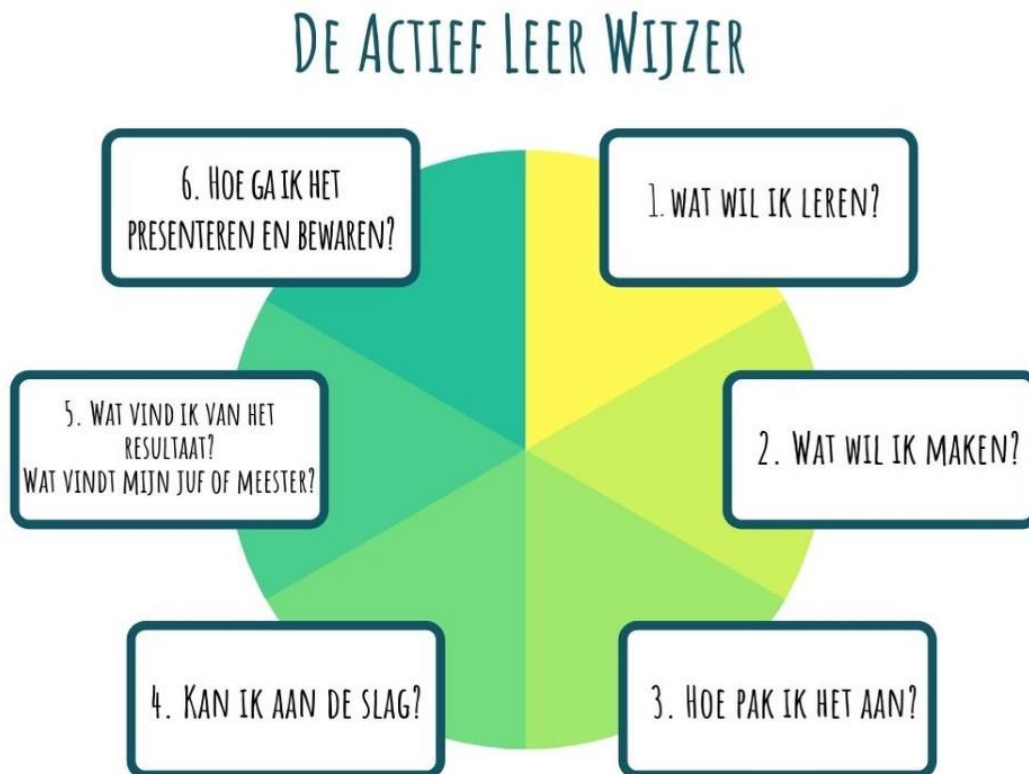 DE ACTIEF LEER WIJZER
1. WAT WIL IK LEREN?
2. WAT WIL IK MAKEN?
3. HOE PAK IK HET AAN?
4. KAN IK AAN DE SLAG?
5. WAT VIND IK VAN HET
RESULTAAT?
WAT VINDT MIJN JUF OF MEESTER?
6. HOE GA IK HET
PRESENTEREN EN BEWAREN?